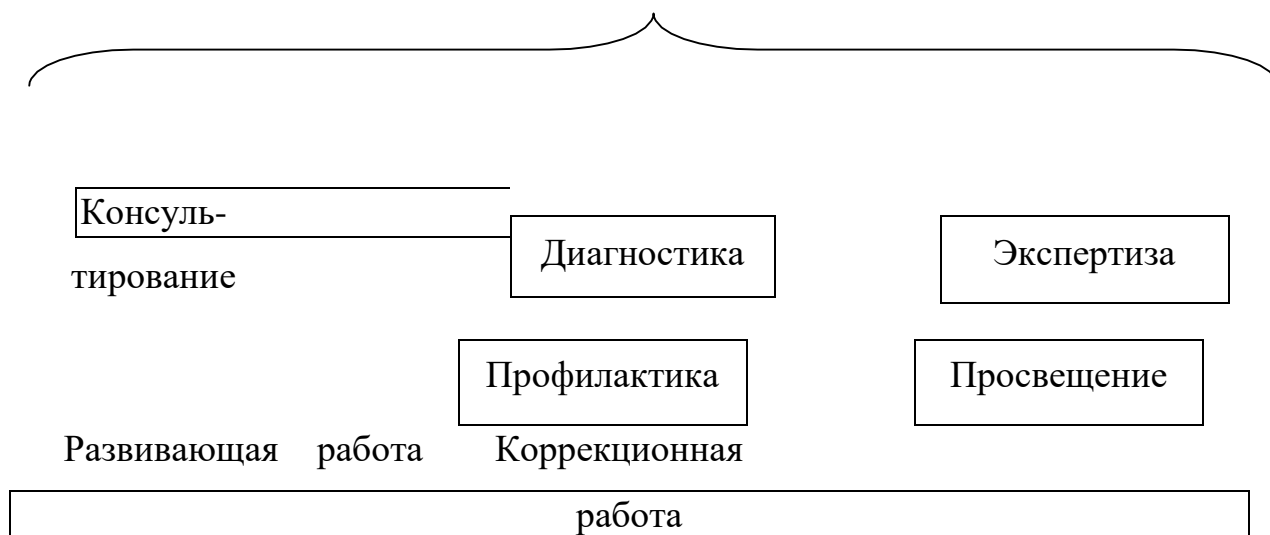 Консуль-
тирование
Диагностика
Экспертиза
Профилактика
Просвещение
Развивающая работа Коррекционная
работа